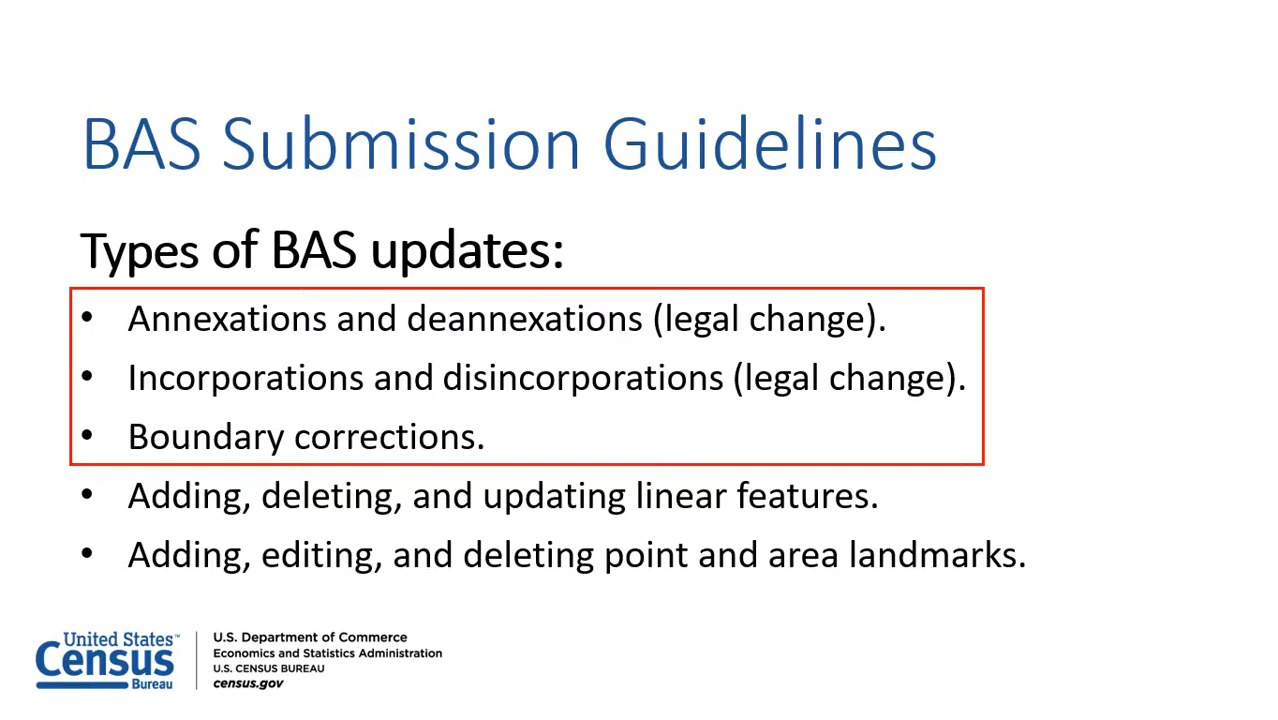 BAS Submission Guidelines
Types of BAS updates:
• Annexations and deannexations (legal change).
• Incorporations and disincorporations (legal change).
• Boundary corrections.
• Adding, deleting, and updating linear features.
• Adding, editing, and deleting point and area landmarks.
United States™
Census
Bureau
U.S. Department of Commerce
Economics and Statistics Administration
U.S. CENSUS BUREAU
census.gov